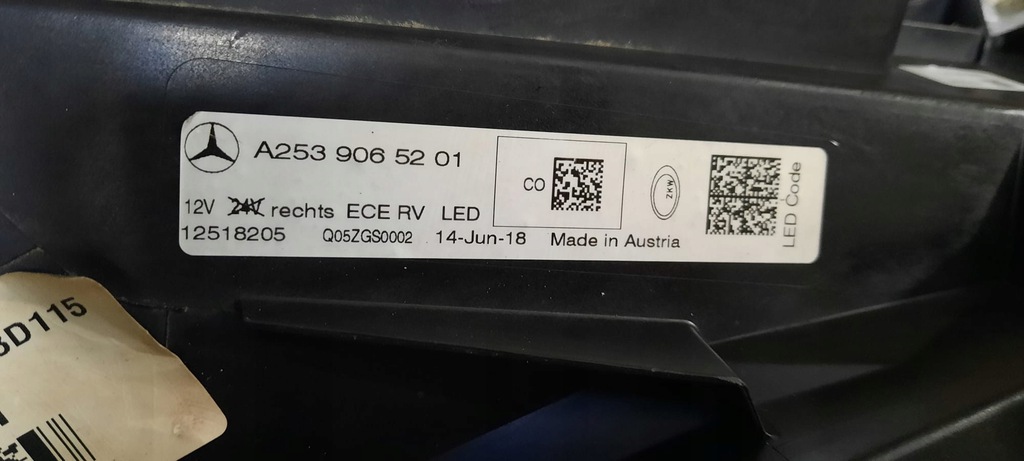 A253 906 52 01
CO
ZKW
LED Code
12V 24V rechts ECE RV LED
12518205 Q05ZGS0002 14-Jun-18 Made in Austria
D115